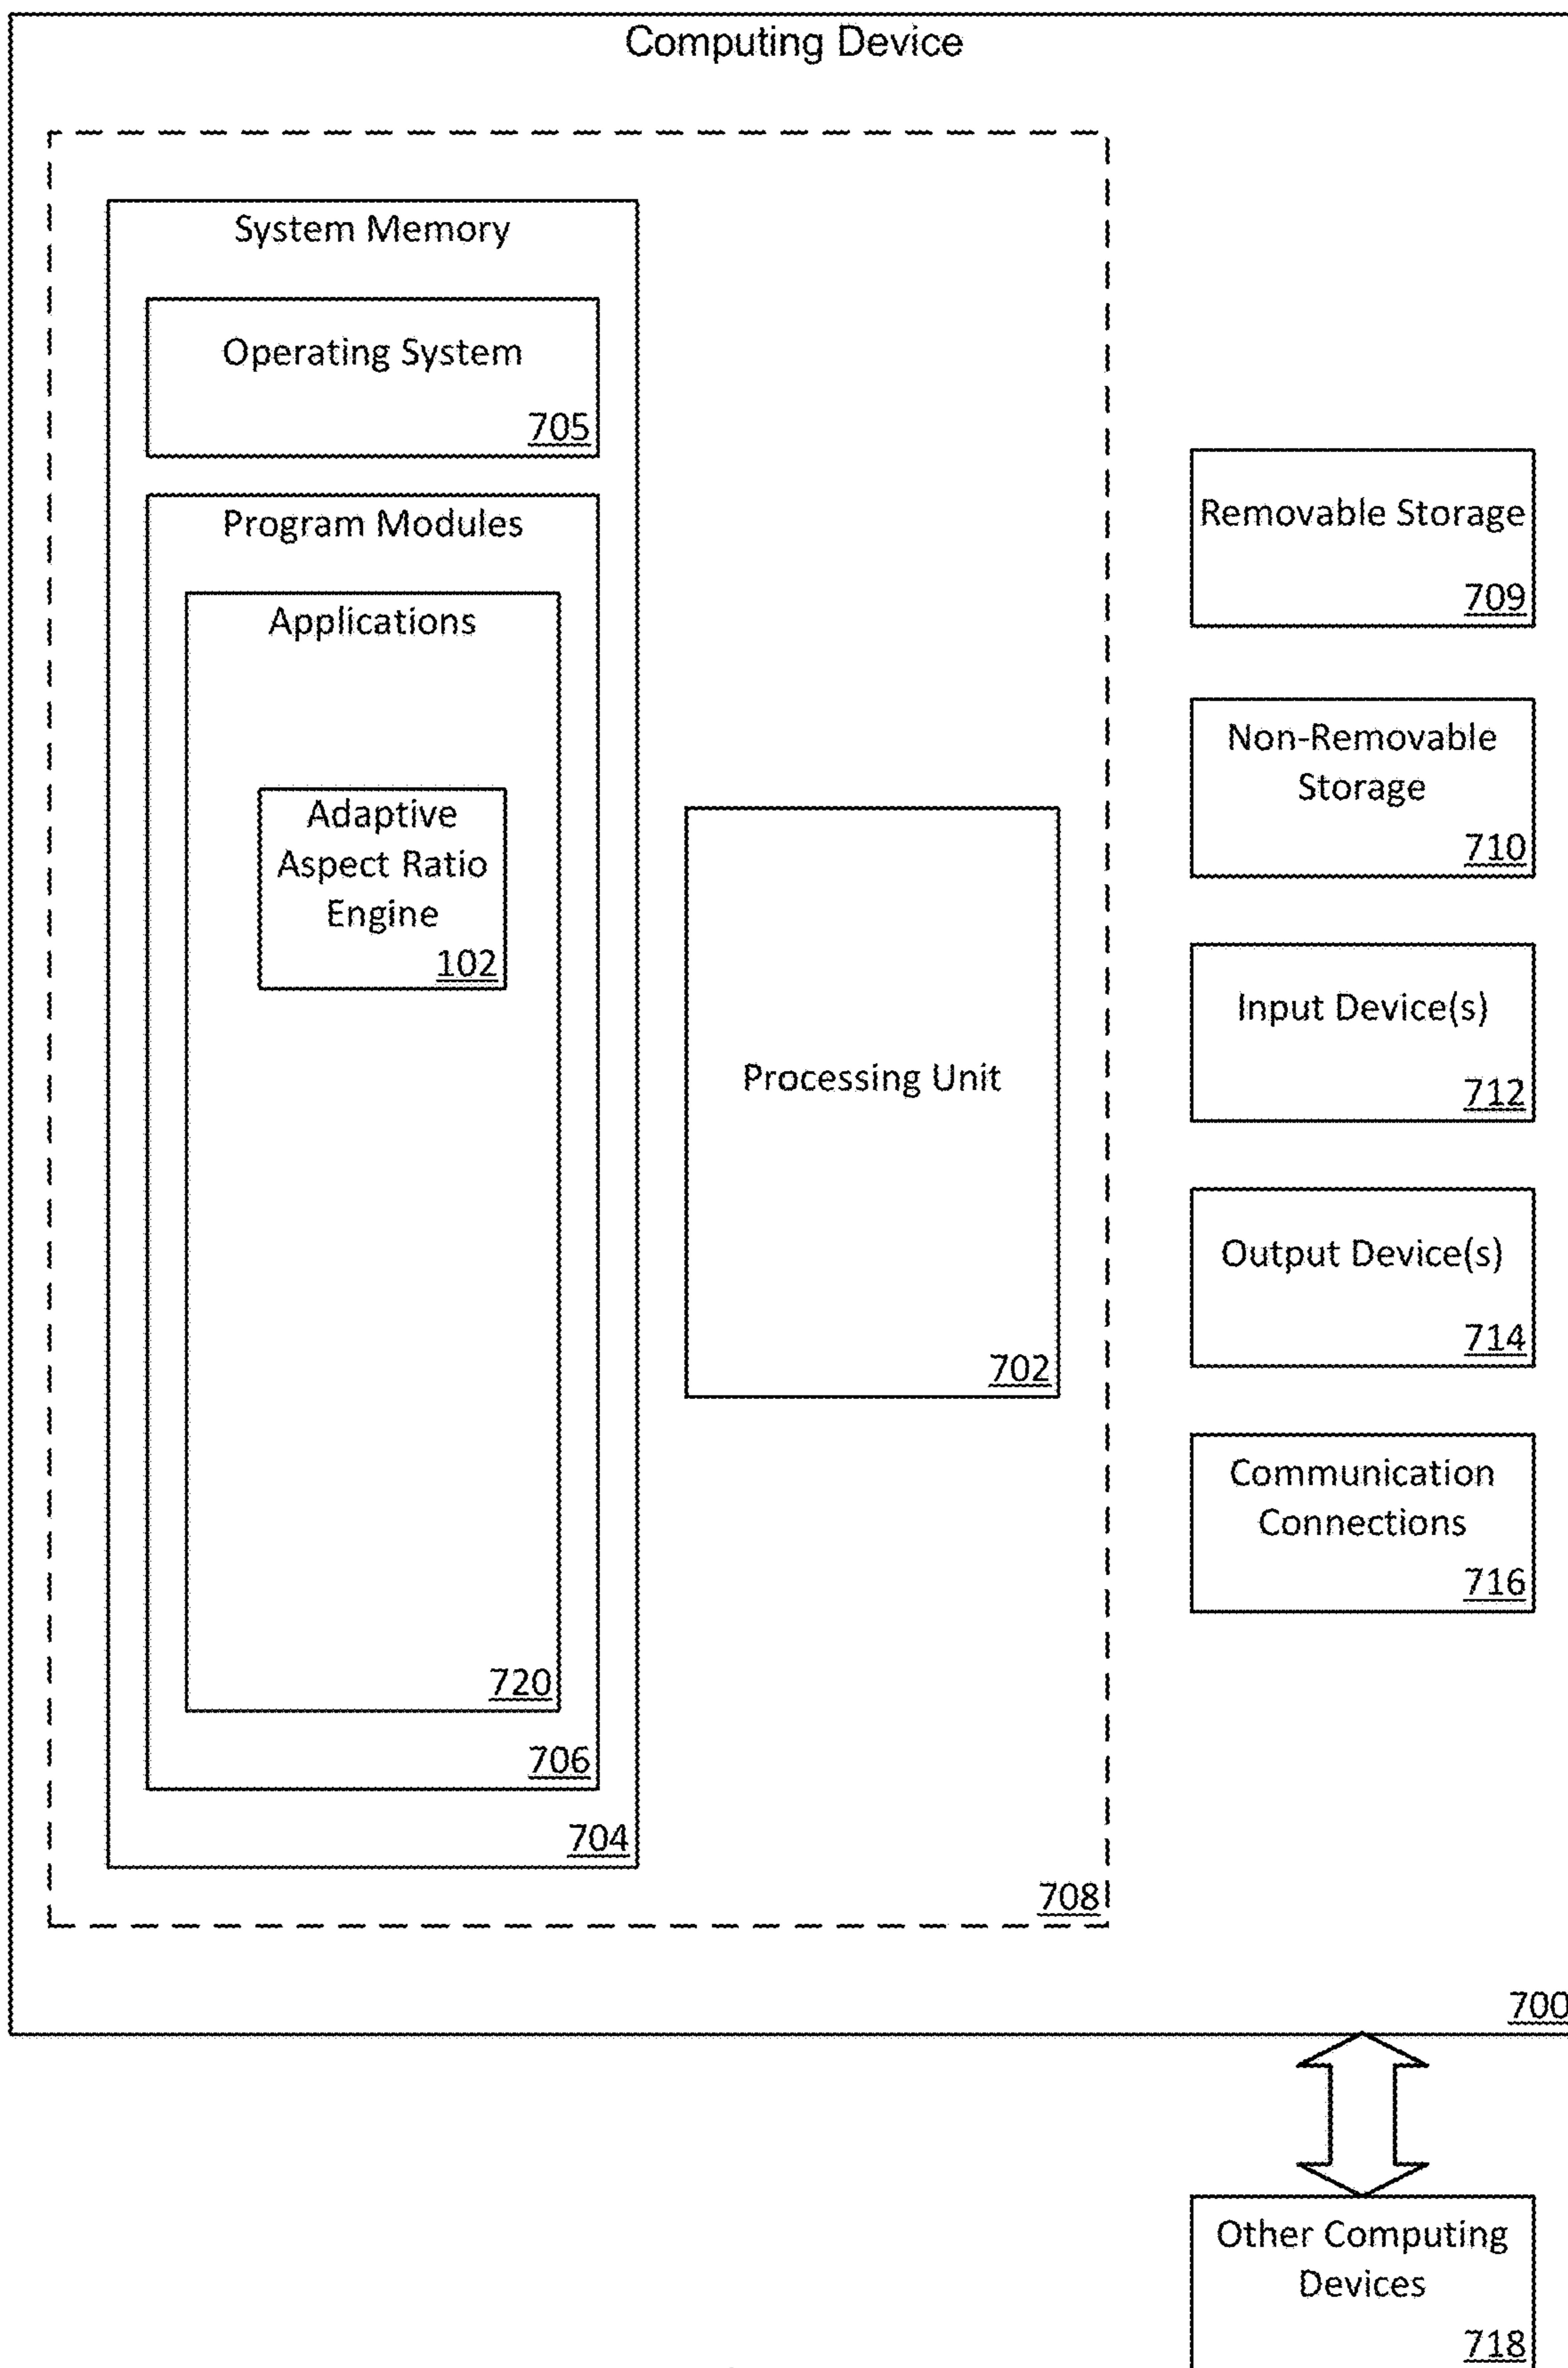 Computing Device
System Memory
Operating System
705
Program Modules
Applications
Adaptive
Aspect Ratio
Engine
102
720
706
704
Processing Unit
702
708
Removable Storage
709
Non-Removable
Storage
710
Input Device(s)
712
Output Device(s)
714
Communication
Connections
716
700
Other Computing
Devices
718